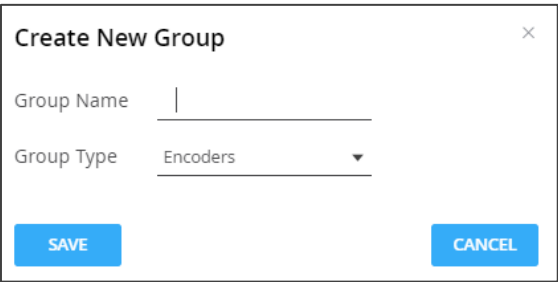 Create New Group
Group Name
Group Type Encoders
SAVE CANCEL